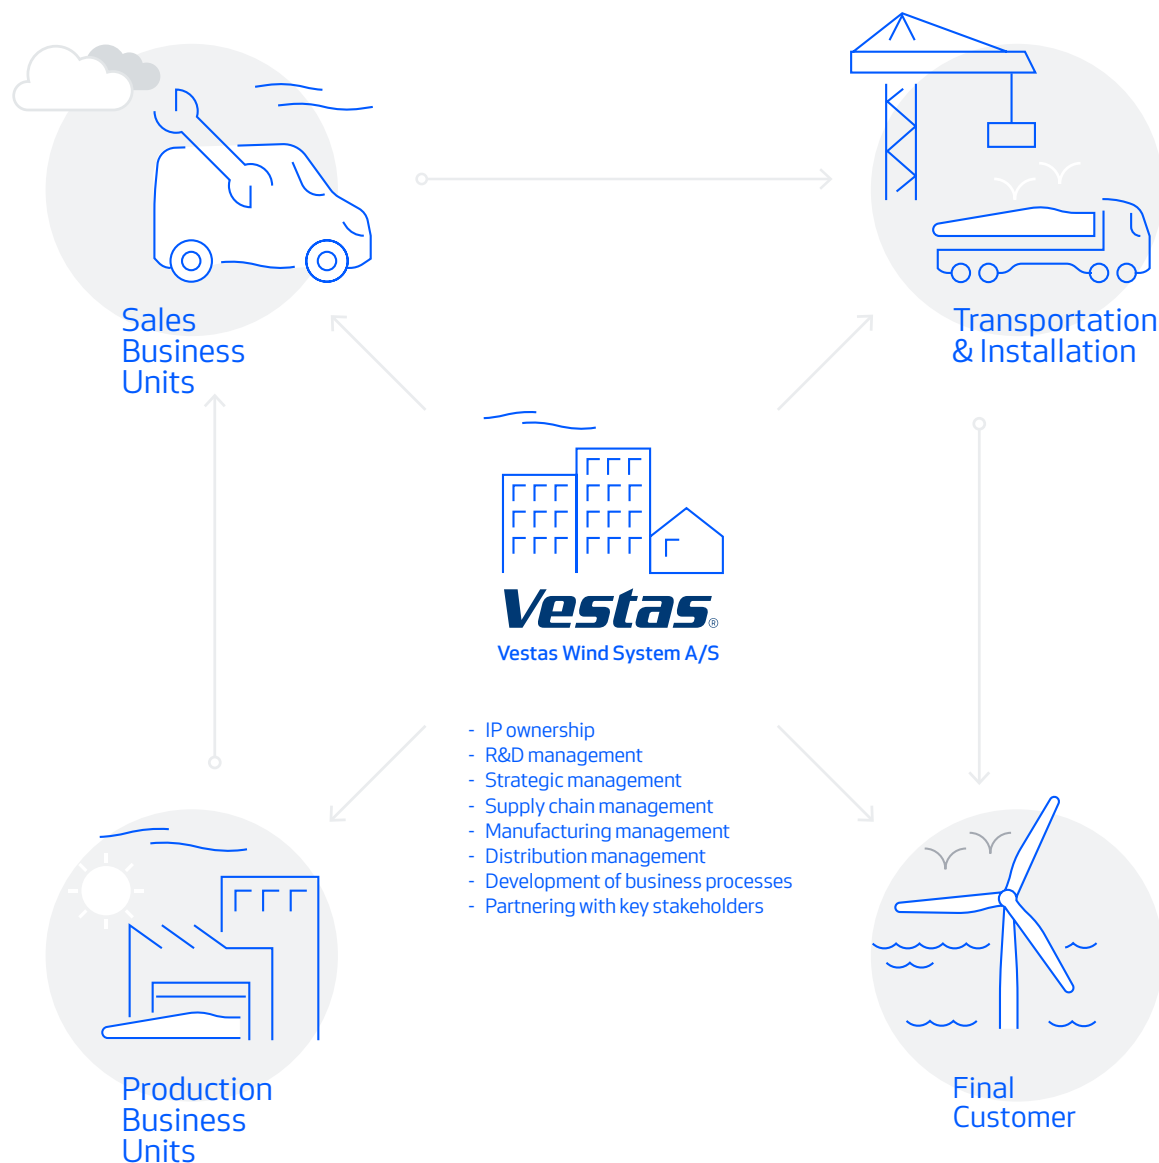 Sales
Business
Units
Transportation
& Installation
Vestas®
Vestas Wind System A/S
- IP ownership
- R&D management
- Strategic management
- Supply chain management
- Manufacturing management
- Distribution management
- Development of business processes
- Partnering with key stakeholders
Production
Business
Units
Final
Customer